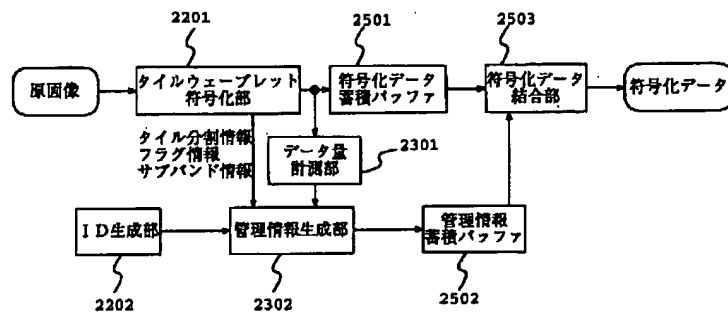 2201
2501
2503
原画像
タイルウェーブレット
符号化部
符号化データ
蓄積バッファ
符号化データ
結合部
符号化データ
タイル分割情報
フラグ情報
サブバンド情報
データ量
計測部
2301
ID生成部
管理情報生成部
管理情報
蓄積バッファ
2202
2302
2502